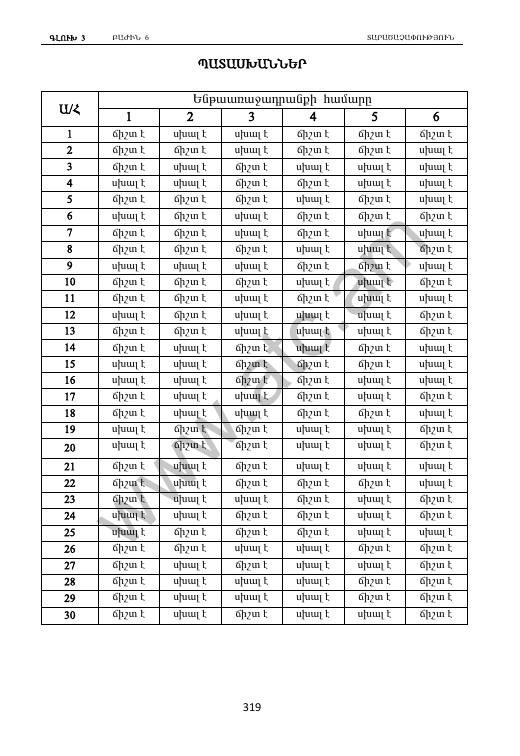 ԳԼՈՒԽ 3 ԲԱԺԻՆ 6 ՏԱՐԱԾԱՉԱՓՈՒԹՅՈՒՆ
ՊԱՏԱՍԽԱՆՆԵՐ
Ա/Հ Ենթաառաջադրանքի համարը
1 2 3 4 5 6
1 ճիշտ է սխալ է սխալ է ճիշտ է ճիշտ է ճիշտ է
2 ճիշտ է ճիշտ է սխալ է ճիշտ է ճիշտ է սխալ է
3 ճիշտ է սխալ է ճիշտ է սխալ է սխալ է սխալ է
4 սխալ է սխալ է ճիշտ է ճիշտ է սխալ է սխալ է
5 ճիշտ է ճիշտ է ճիշտ է սխալ է ճիշտ է սխալ է
6 սխալ է ճիշտ է սխալ է ճիշտ է ճիշտ է ճիշտ է
7 ճիշտ է ճիշտ է սխալ է ճիշտ է սխալ է սխալ է
8 ճիշտ է ճիշտ է ճիշտ է սխալ է սխալ է ճիշտ է
9 սխալ է սխալ է սխալ է ճիշտ է ճիշտ է սխալ է
10 ճիշտ է ճիշտ է ճիշտ է սխալ է սխալ է ճիշտ է
11 ճիշտ է ճիշտ է սխալ է ճիշտ է սխալ է սխալ է
12 սխալ է ճիշտ է սխալ է սխալ է սխալ է ճիշտ է
13 ճիշտ է ճիշտ է սխալ է սխալ է սխալ է ճիշտ է
14 ճիշտ է սխալ է ճիշտ է սխալ է ճիշտ է սխալ է
15 սխալ է սխալ է ճիշտ է ճիշտ է ճիշտ է սխալ է
16 սխալ է սխալ է ճիշտ է ճիշտ է սխալ է սխալ է
17 ճիշտ է սխալ է սխալ է ճիշտ է սխալ է ճիշտ է
18 ճիշտ է սխալ է սխալ է ճիշտ է ճիշտ է սխալ է
19 սխալ է ճիշտ է ճիշտ է սխալ է սխալ է ճիշտ է
20 սխալ է ճիշտ է ճիշտ է սխալ է սխալ է ճիշտ է
21 ճիշտ է սխալ է ճիշտ է սխալ է սխալ է սխալ է
22 ճիշտ է սխալ է ճիշտ է սխալ է ճիշտ է սխալ է
23 ճիշտ է սխալ է սխալ է ճիշտ է սխալ է ճիշտ է
24 սխալ է սխալ է ճիշտ է ճիշտ է սխալ է սխալ է
25 սխալ է ճիշտ է ճիշտ է ճիշտ է սխալ է սխալ է
26 ճիշտ է ճիշտ է սխալ է սխալ է սխալ է ճիշտ է
27 ճիշտ է սխալ է ճիշտ է սխալ է սխալ է ճիշտ է
28 ճիշտ է սխալ է սխալ է սխալ է ճիշտ է ճիշտ է
29 ճիշտ է սխալ է սխալ է սխալ է ճիշտ է ճիշտ է
30 ճիշտ է սխալ է ճիշտ է սխալ է սխալ է ճիշտ է
www.atc.am
319